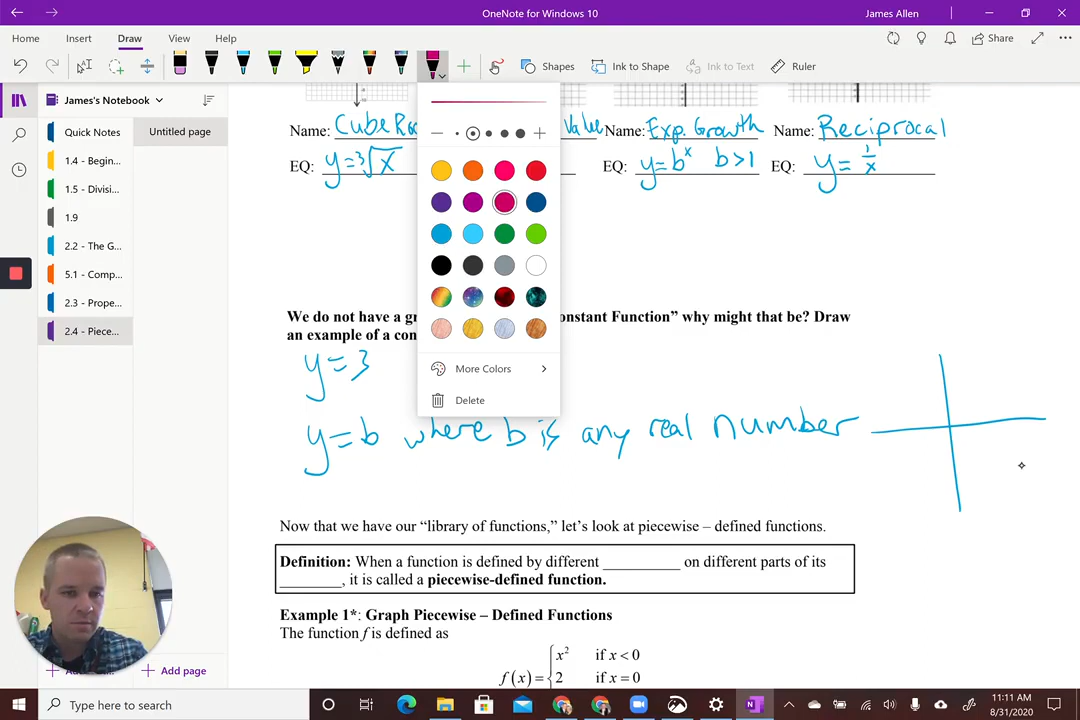 OneNote for Windows 10
James Allen
Home Insert Draw View Help
Share
Shapes Ink to Shape Ink to Text Ruler
James's Notebook
Quick Notes
1.4 - Begin...
1.5 - Divisi...
1.9
2.2 - The G...
5.1 - Comp...
2.3 - Prope...
2.4 - Piece...
Untitled page
Name: Cube Ro Value Name: Exp. Growth Name: Reciprocal
EQ: y=∛x EQ: y=b^x b>1 EQ: y=1/x
More Colors
Delete
We do not have a gr onstant Function” why might that be? Draw
an example of a con
y=3
y=b where b is any real number
Now that we have our “library of functions,” let’s look at piecewise – defined functions.
Definition: When a function is defined by different __________ on different parts of its
________, it is called a piecewise-defined function.
Example 1*: Graph Piecewise – Defined Functions
The function f is defined as
x² if x < 0
f(x)= 2 if x = 0
Add page
Type here to search
11:11 AM
8/31/2020